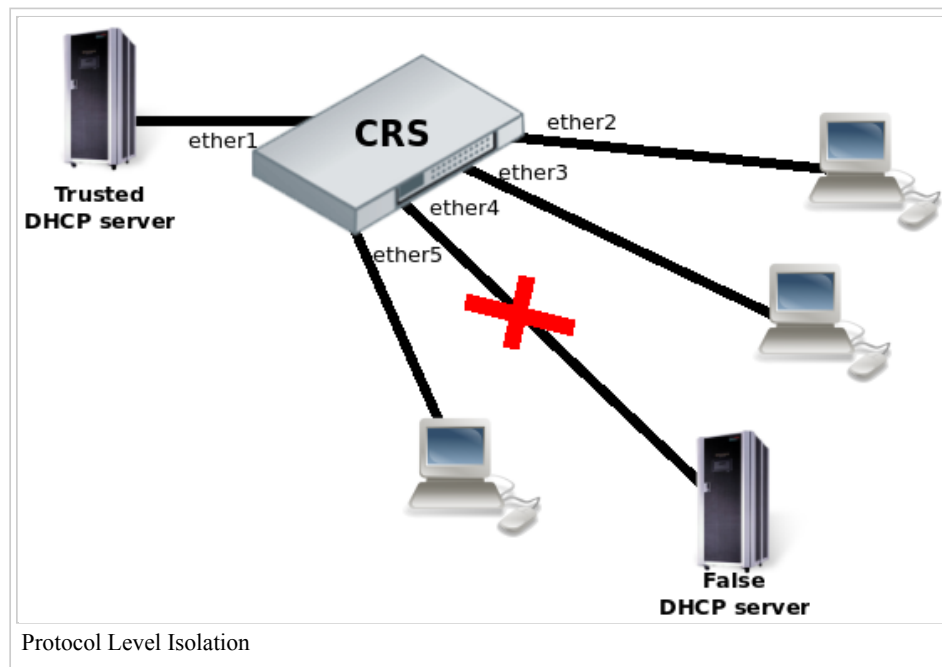 CRS
ether1
ether2
ether3
ether4
ether5
Trusted
DHCP server
False
DHCP server
Protocol Level Isolation